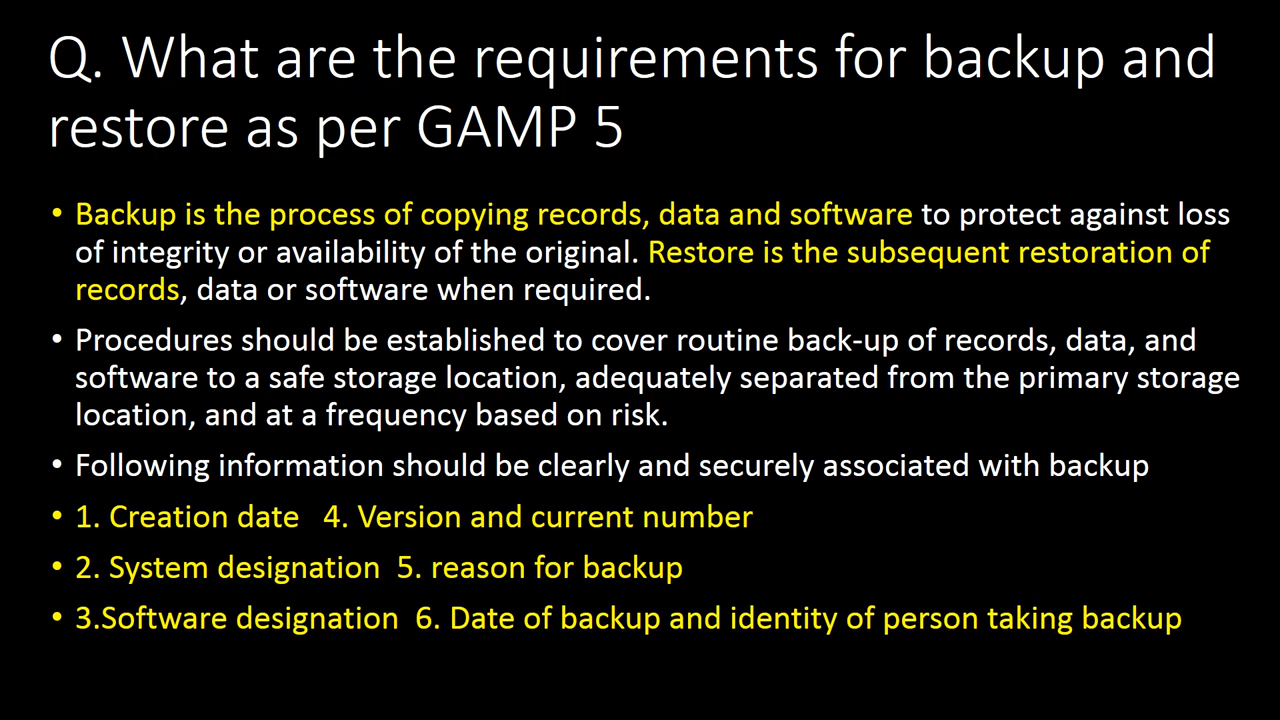 Q. What are the requirements for backup and
restore as per GAMP 5
• Backup is the process of copying records, data and software to protect against loss
of integrity or availability of the original. Restore is the subsequent restoration of
records, data or software when required.
• Procedures should be established to cover routine back-up of records, data, and
software to a safe storage location, adequately separated from the primary storage
location, and at a frequency based on risk.
• Following information should be clearly and securely associated with backup
• 1. Creation date 4. Version and current number
• 2. System designation 5. reason for backup
• 3.Software designation 6. Date of backup and identity of person taking backup